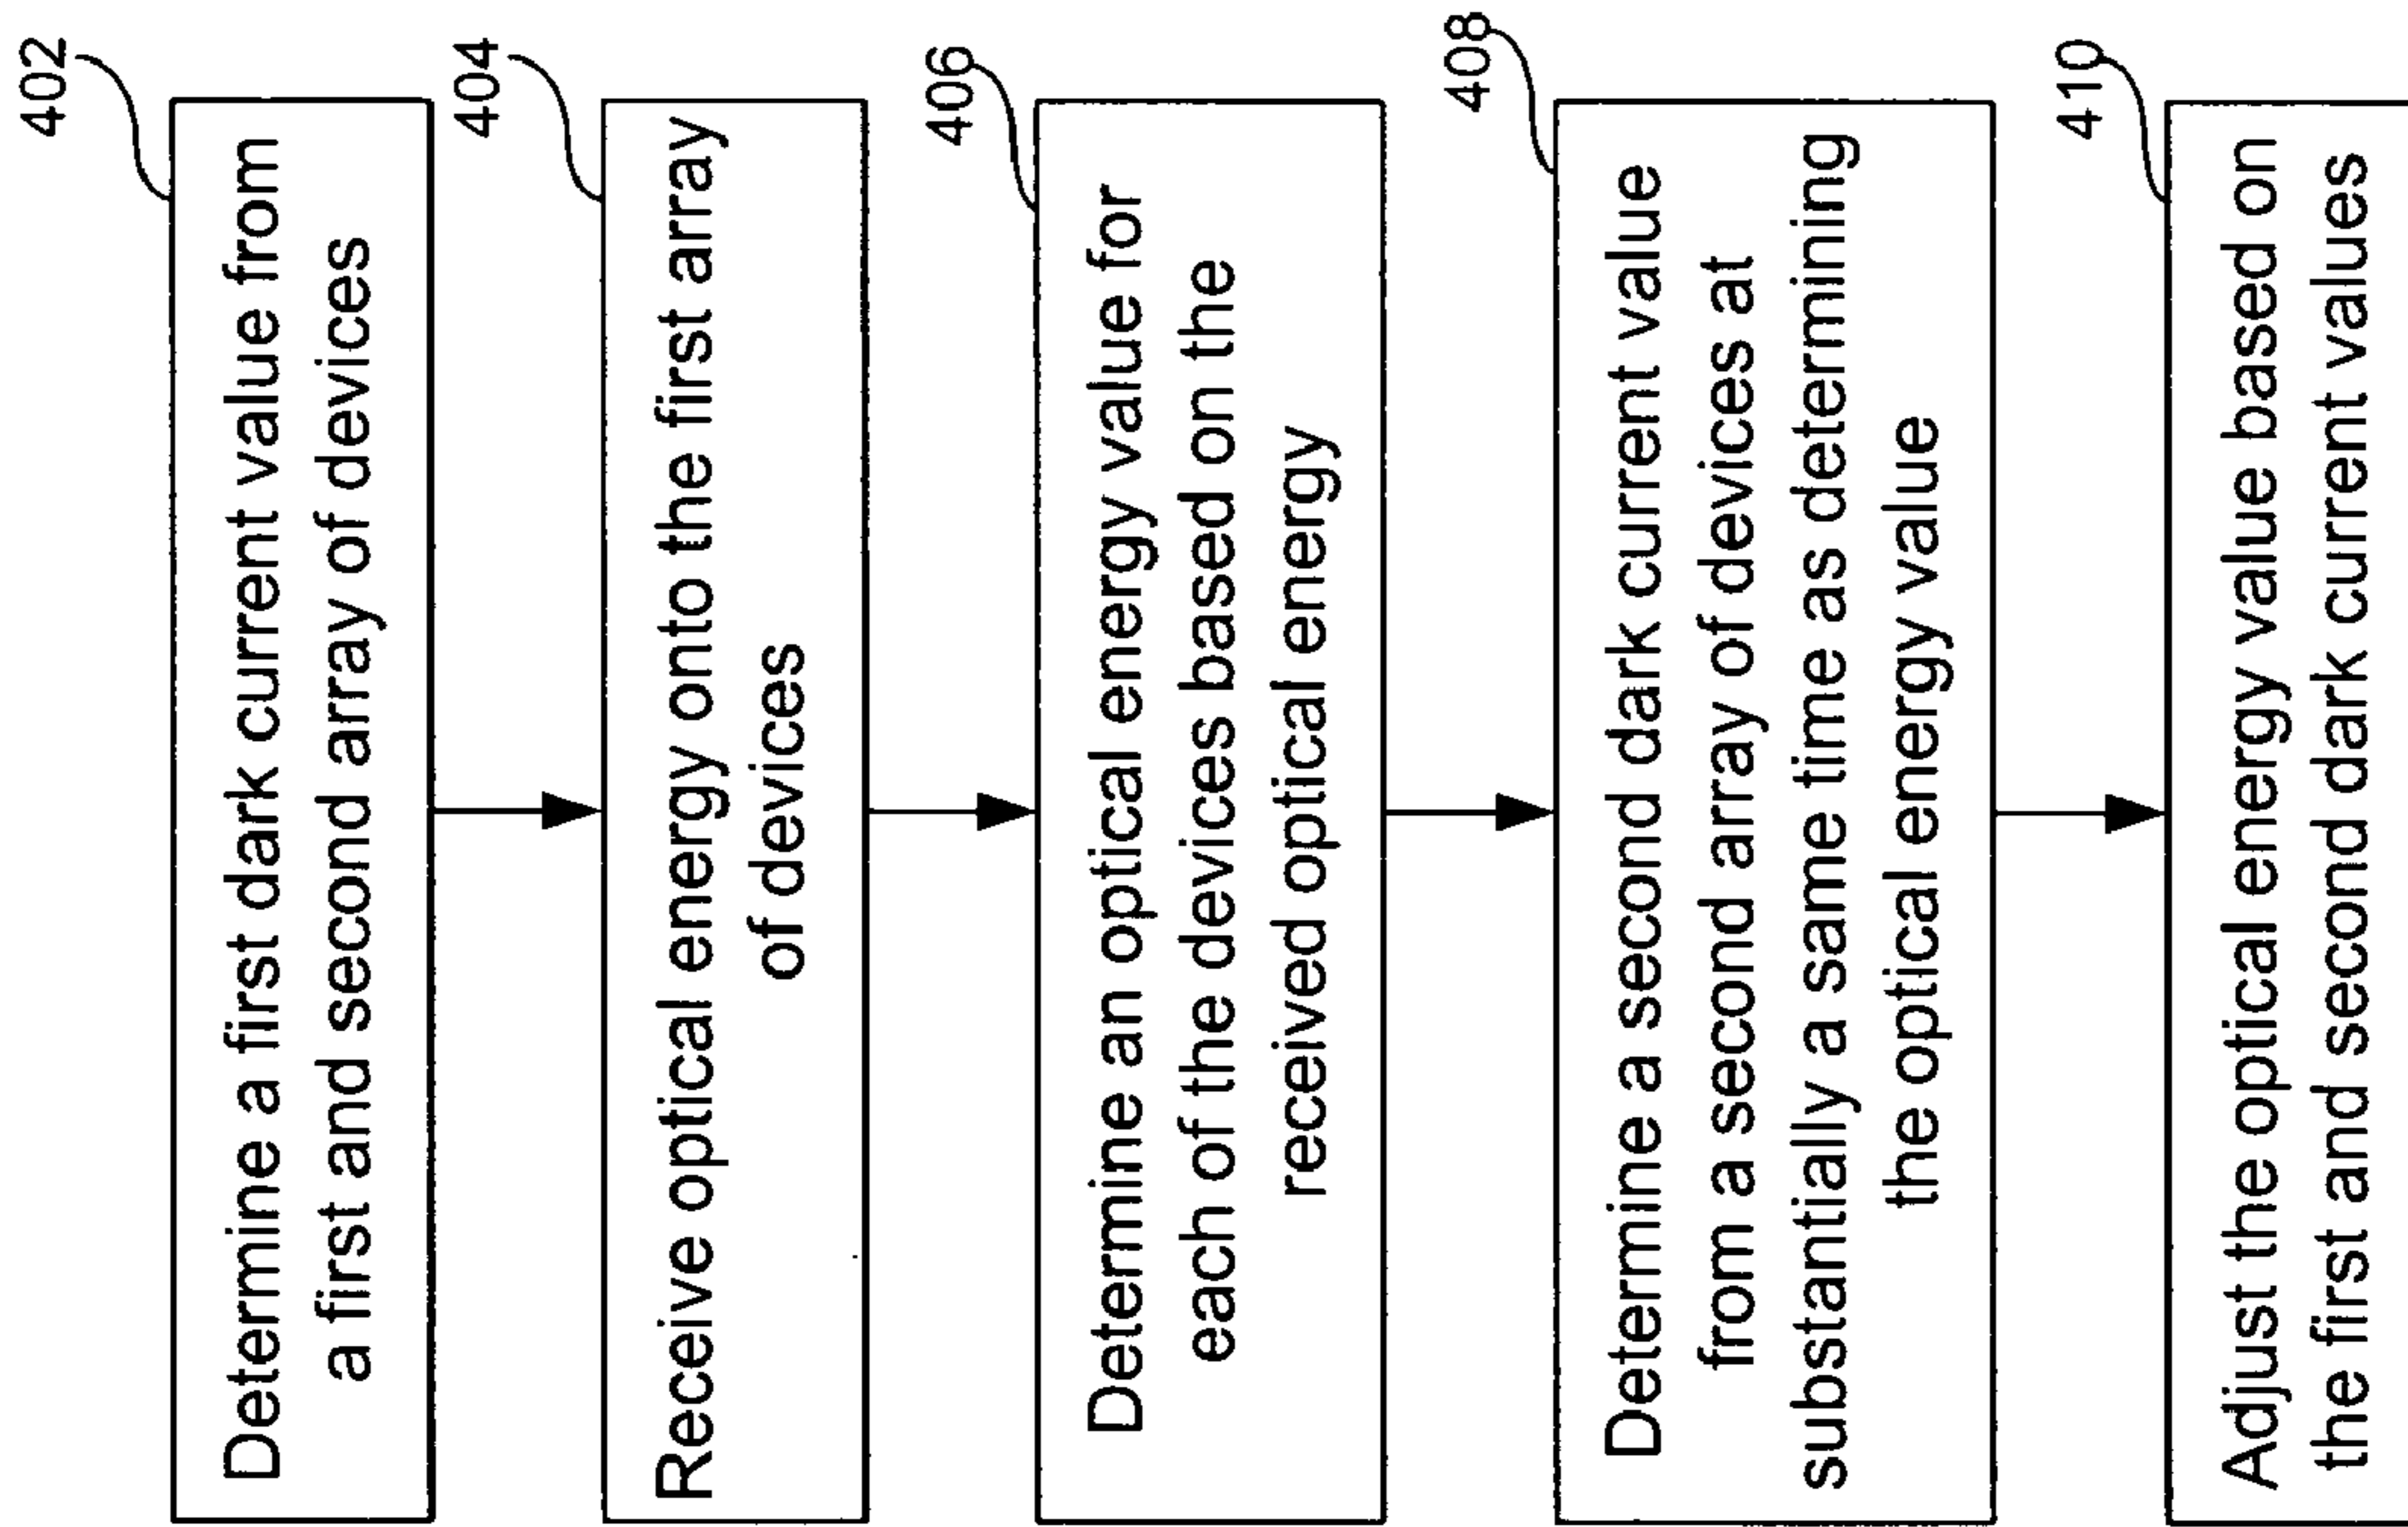 402
Determine a first dark current value from
a first and second array of devices
404
Receive optical energy onto the first array
of devices
406
Determine an optical energy value for
each of the devices based on the
received optical energy
408
Determine a second dark current value
from a second array of devices at
substantially a same time as determining
the optical energy value
410
Adjust the optical energy value based on
the first and second dark current values